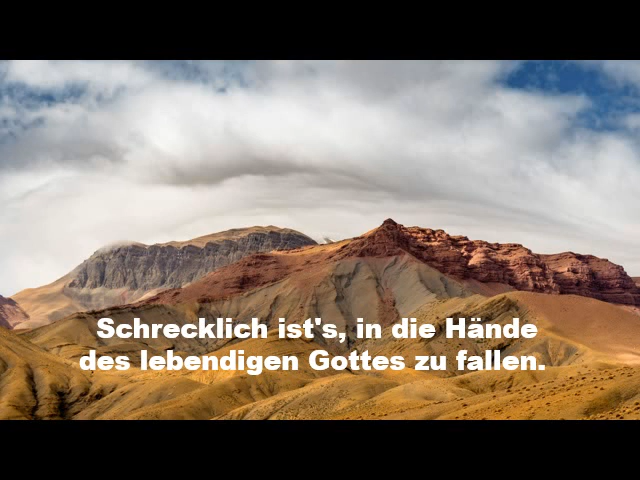 Schrecklich ist's, in die Hände
des lebendigen Gottes zu fallen.